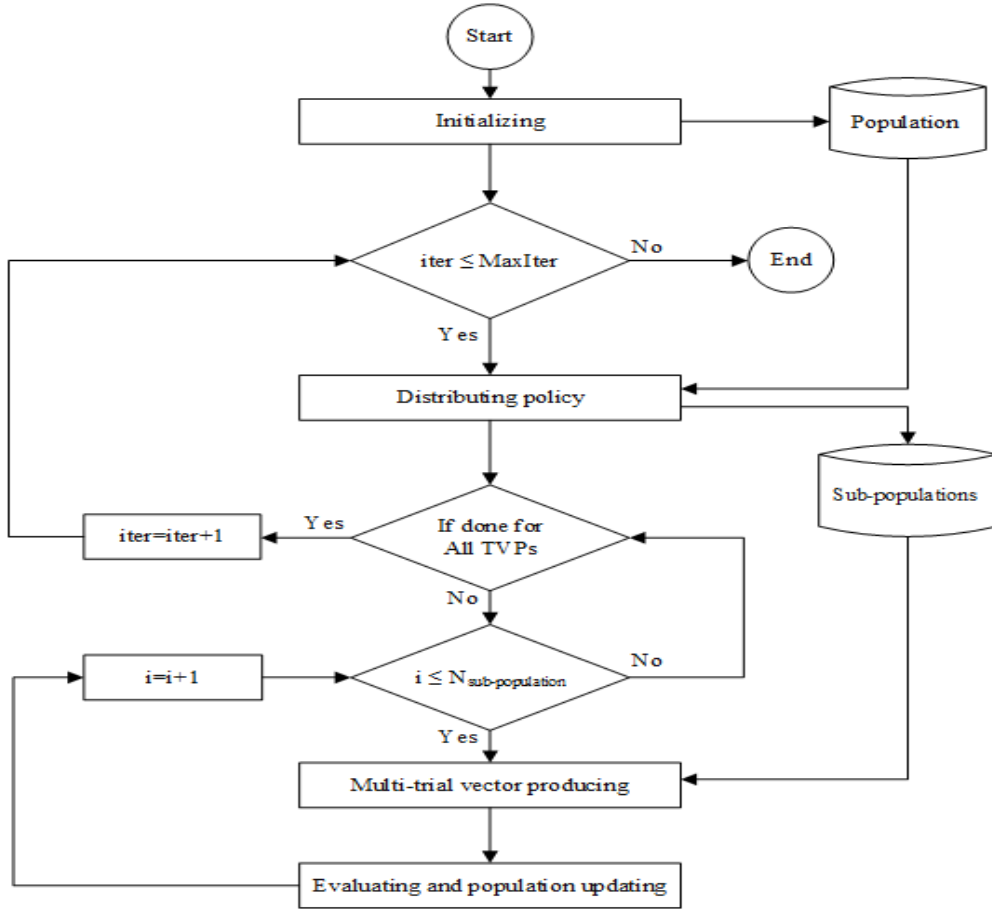 Start
Initializing
Population
iter ≤ MaxIter
No
End
Yes
Distributing policy
Sub-populations
If done for
All TVPs
Yes
iter=iter+1
No
i ≤ Nsub-population
No
i=i+1
Yes
Multi-trial vector producing
Evaluating and population updating